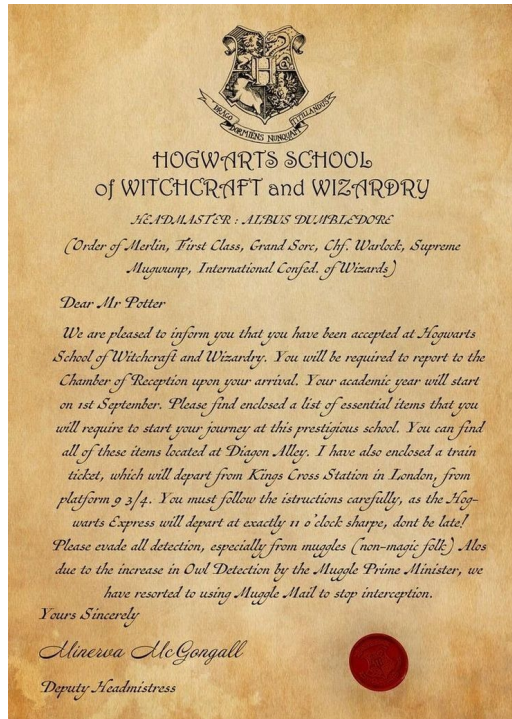 DRACO DORMIENS NUNQUAM TITILLANDUS
HOGWARTS SCHOOL
of WITCHCRAFT and WIZARDRY
HEADMASTER : ALBUS DUMBLEDORE
(Order of Merlin, First Class, Grand Sorc, Chf. Warlock, Supreme
Mugwump, International Confed. of Wizards)
Dear Mr Potter
We are pleased to inform you that you have been accepted at Hogwarts
School of Witchcraft and Wizardry. You will be required to report to the
Chamber of Reception upon your arrival. Your academic year will start
on 1st September. Please find enclosed a list of essential items that you
will require to start your journey at this prestigious school. You can find
all of these items located at Diagon Alley. I have also enclosed a train
ticket, which will depart from Kings Cross Station in London, from
platform 9 3/4. You must follow the istructions carefully, as the Hog-
warts Express will depart at exactly 11 o'clock sharpe, dont be late!
Please evade all detection, especially from muggles (non-magic folk) Alos
due to the increase in Owl Detection by the Muggle Prime Minister, we
have resorted to using Muggle Mail to stop interception.
Yours Sincerely
Minerva McGongall
Deputy Headmistress